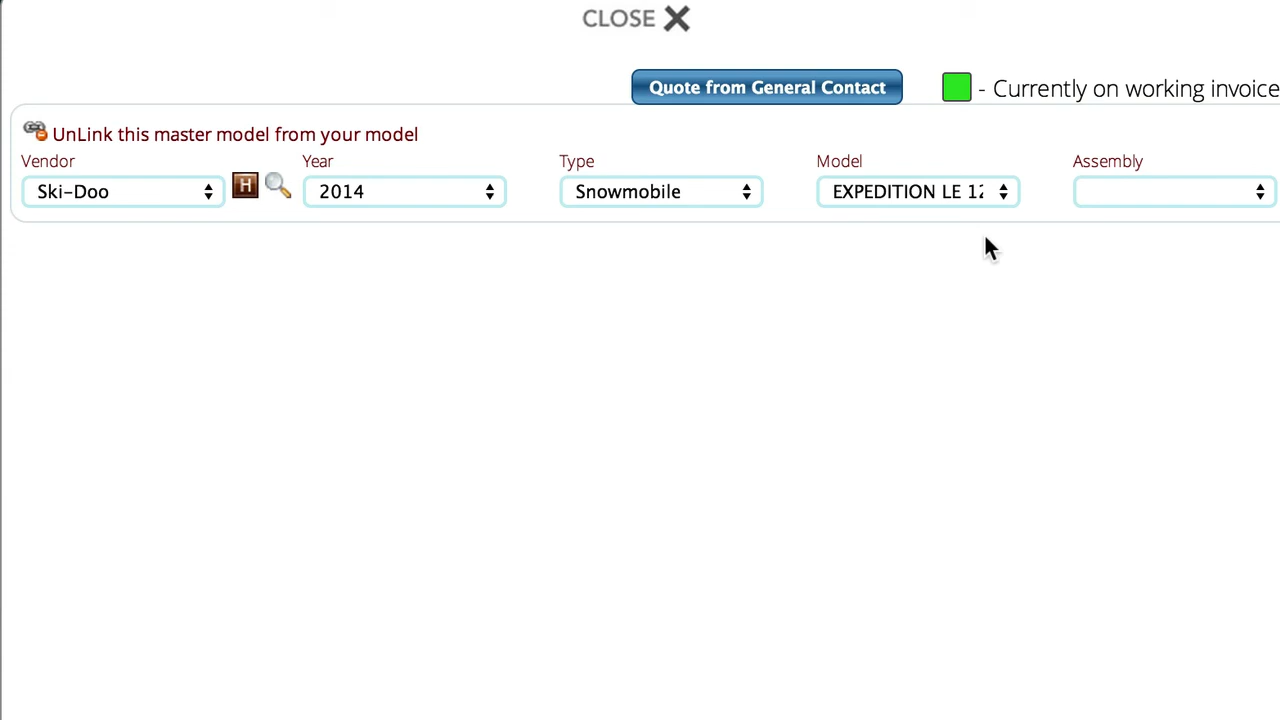 CLOSE
Quote from General Contact
- Currently on working invoice
UnLink this master model from your model
Vendor Year Type Model Assembly
Ski-Doo H 2014 Snowmobile EXPEDITION LE 12